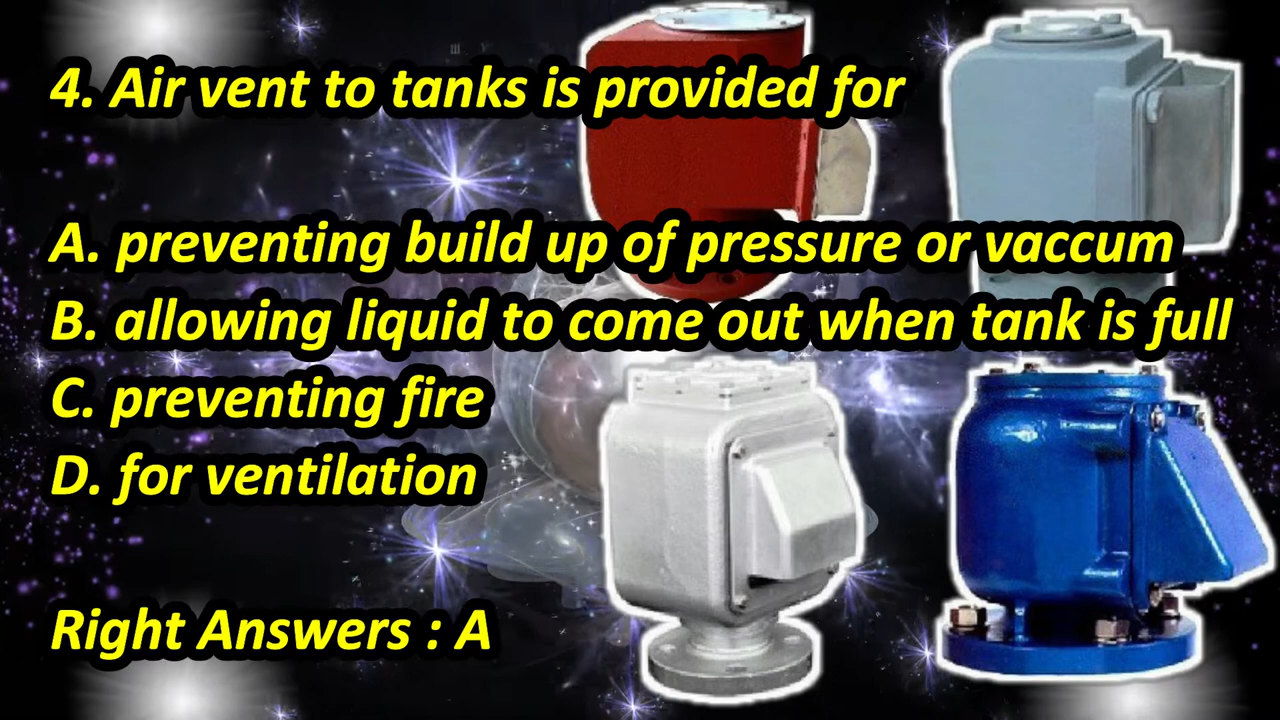 4. Air vent to tanks is provided for
A. preventing build up of pressure or vaccum
B. allowing liquid to come out when tank is full
C. preventing fire
D. for ventilation
Right Answers : A